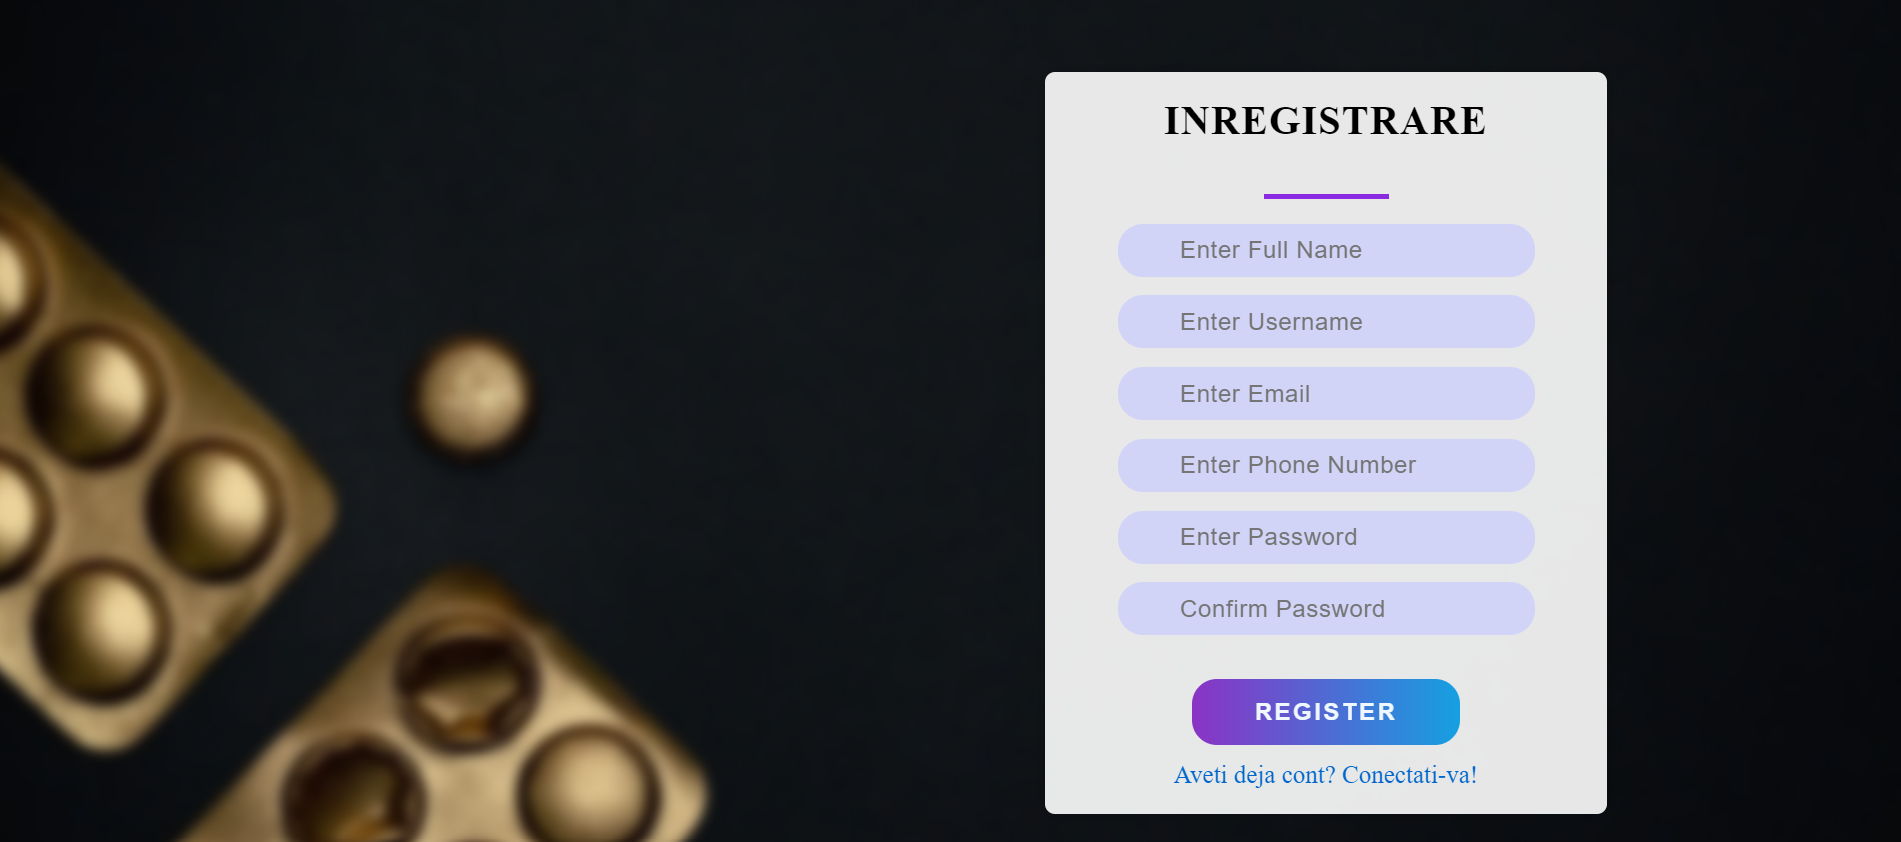 INREGISTRARE
Enter Full Name
Enter Username
Enter Email
Enter Phone Number
Enter Password
Confirm Password
REGISTER
Aveti deja cont? Conectati-va!